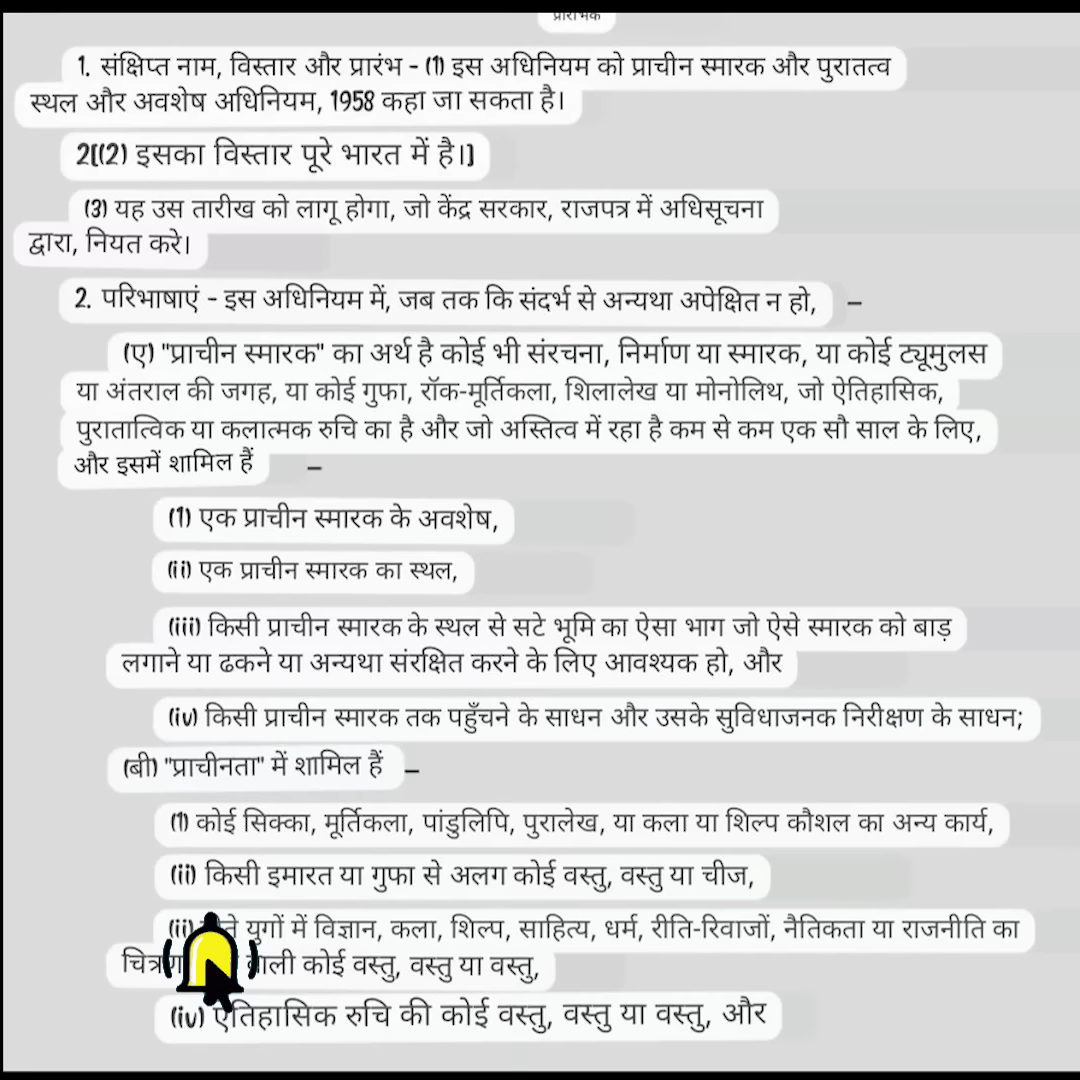 1. संक्षिप्त नाम, विस्तार और प्रारंभ - (1) इस अधिनियम को प्राचीन स्मारक और पुरातत्व
स्थल और अवशेष अधिनियम, 1958 कहा जा सकता है।
2[(2) इसका विस्तार पूरे भारत में है।]
(3) यह उस तारीख को लागू होगा, जो केंद्र सरकार, राजपत्र में अधिसूचना
द्वारा, नियत करे।
2. परिभाषाएं - इस अधिनियम में, जब तक कि संदर्भ से अन्यथा अपेक्षित न हो, –
(ए) "प्राचीन स्मारक" का अर्थ है कोई भी संरचना, निर्माण या स्मारक, या कोई ट्यूमुलस
या अंतराल की जगह, या कोई गुफा, रॉक-मूर्तिकला, शिलालेख या मोनोलिथ, जो ऐतिहासिक,
पुरातात्विक या कलात्मक रुचि का है और जो अस्तित्व में रहा है कम से कम एक सौ साल के लिए,
और इसमें शामिल हैं –
(1) एक प्राचीन स्मारक के अवशेष,
(ii) एक प्राचीन स्मारक का स्थल,
(iii) किसी प्राचीन स्मारक के स्थल से सटे भूमि का ऐसा भाग जो ऐसे स्मारक को बाड़
लगाने या ढकने या अन्यथा संरक्षित करने के लिए आवश्यक हो, और
(iv) किसी प्राचीन स्मारक तक पहुँचने के साधन और उसके सुविधाजनक निरीक्षण के साधन;
(बी) "प्राचीनता" में शामिल हैं –
(1) कोई सिक्का, मूर्तिकला, पांडुलिपि, पुरालेख, या कला या शिल्प कौशल का अन्य कार्य,
(ii) किसी इमारत या गुफा से अलग कोई वस्तु, वस्तु या चीज,
(ii) युगों में विज्ञान, कला, शिल्प, साहित्य, धर्म, रीति-रिवाजों, नैतिकता या राजनीति का
कोई वस्तु, वस्तु या वस्तु,
(iv) ऐतिहासिक रुचि की कोई वस्तु, वस्तु या वस्तु, और